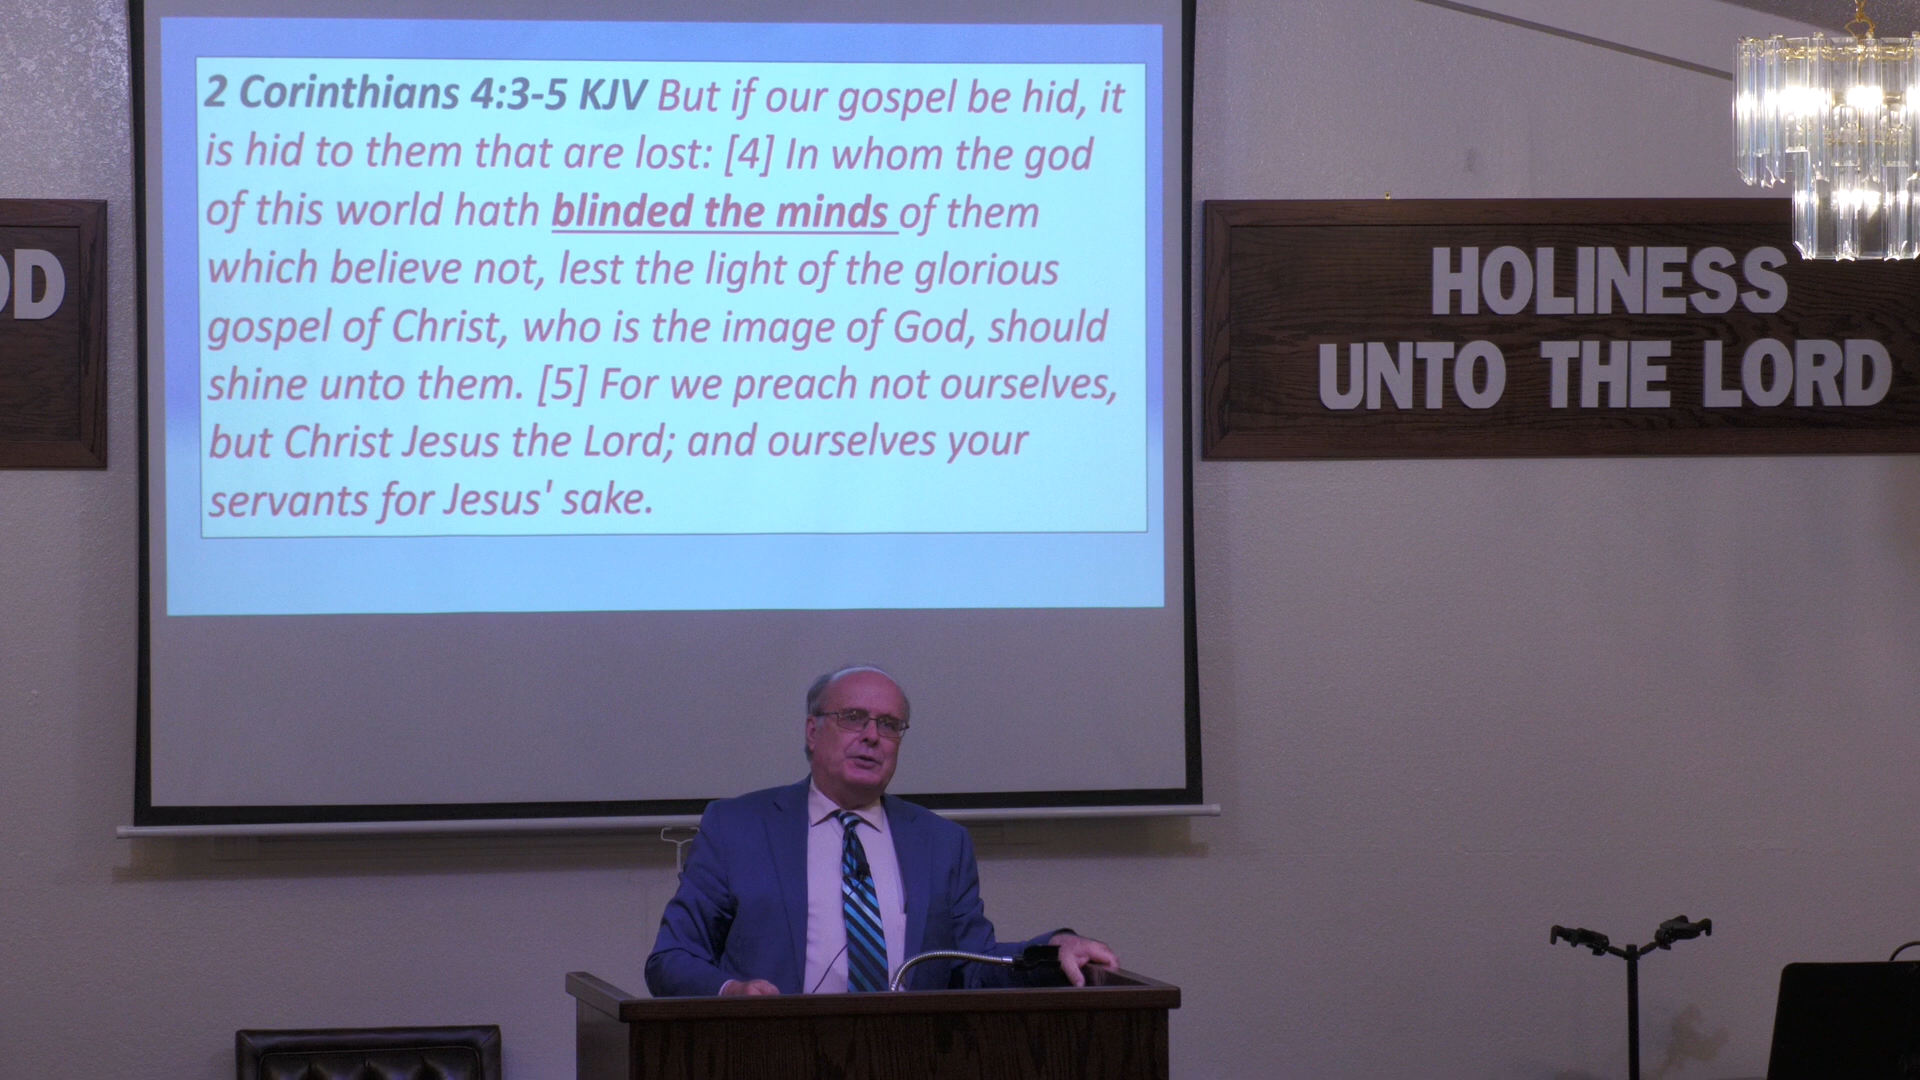 2 Corinthians 4:3-5 KJV But if our gospel be hid, it
is hid to them that are lost: [4] In whom the god
of this world hath blinded the minds of them
which believe not, lest the light of the glorious
gospel of Christ, who is the image of God, should
shine unto them. [5] For we preach not ourselves,
but Christ Jesus the Lord; and ourselves your
servants for Jesus' sake.
HOLINESS
UNTO THE LORD